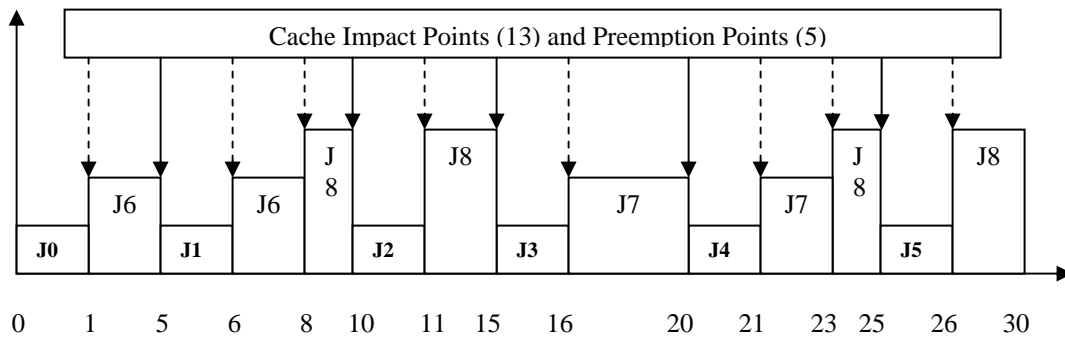 Cache Impact Points (13) and Preemption Points (5)
J0
J6
J1
J6
J
8
J2
J8
J3
J7
J4
J7
J
8
J5
J8
0 1 5 6 8 10 11 15 16 20 21 23 25 26 30